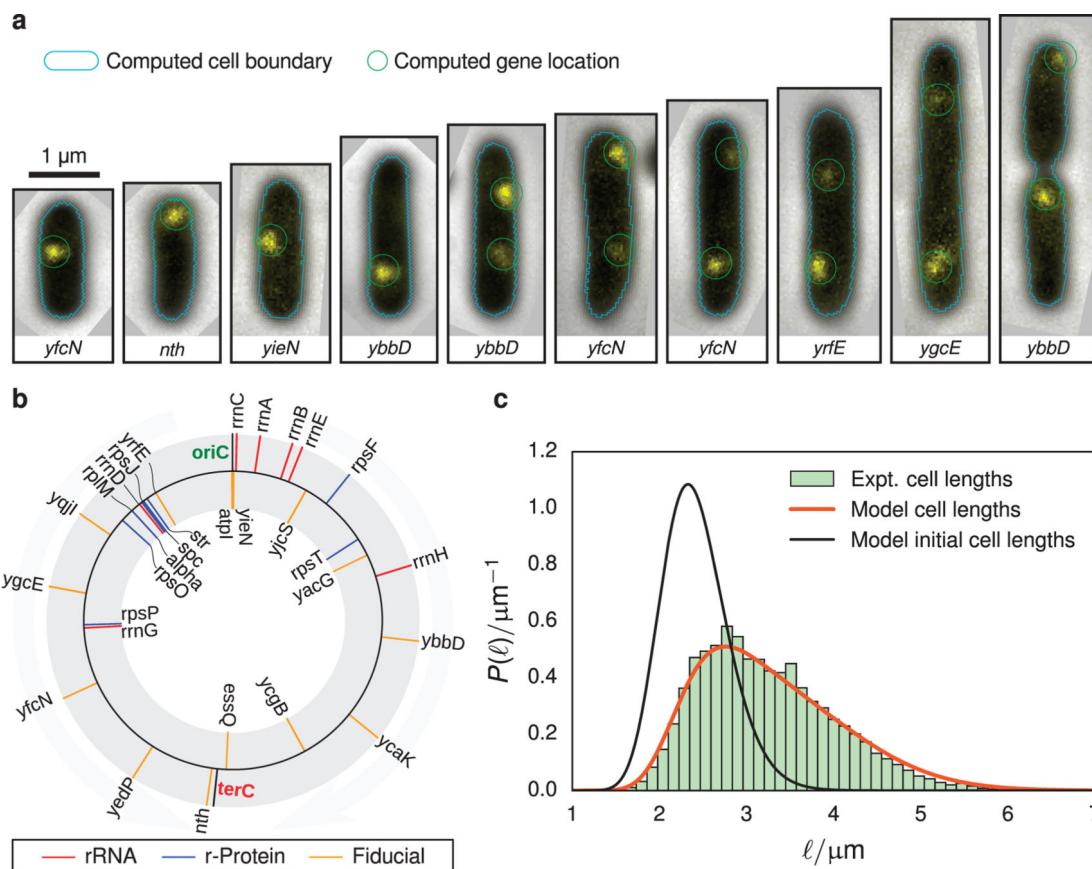 a
Computed cell boundary
Computed gene location
1 µm
yfcN
nth
yieN
ybbD
ybbD
yfcN
yfcN
yrfE
ygcE
ybbD
b
oriC
rrnC
rrnA
rrnB
rrnE
rpsF
rrnH
ybbD
ycaK
ycgB
essQ
terC
nth
yedP
yfcN
rpsP
rrnG
ygcE
yqjI
rplM
rrnD
rpsJ
yrfE
str
spc
alpha
rpsO
atpI
yieN
yjcS
rpsT
yacG
rRNA
r-Protein
Fiducial
c
Expt. cell lengths
Model cell lengths
Model initial cell lengths
P(ℓ)/µm⁻¹
1.2
1.0
0.8
0.6
0.4
0.2
0.0
1 2 3 4 5 6 7
ℓ/µm